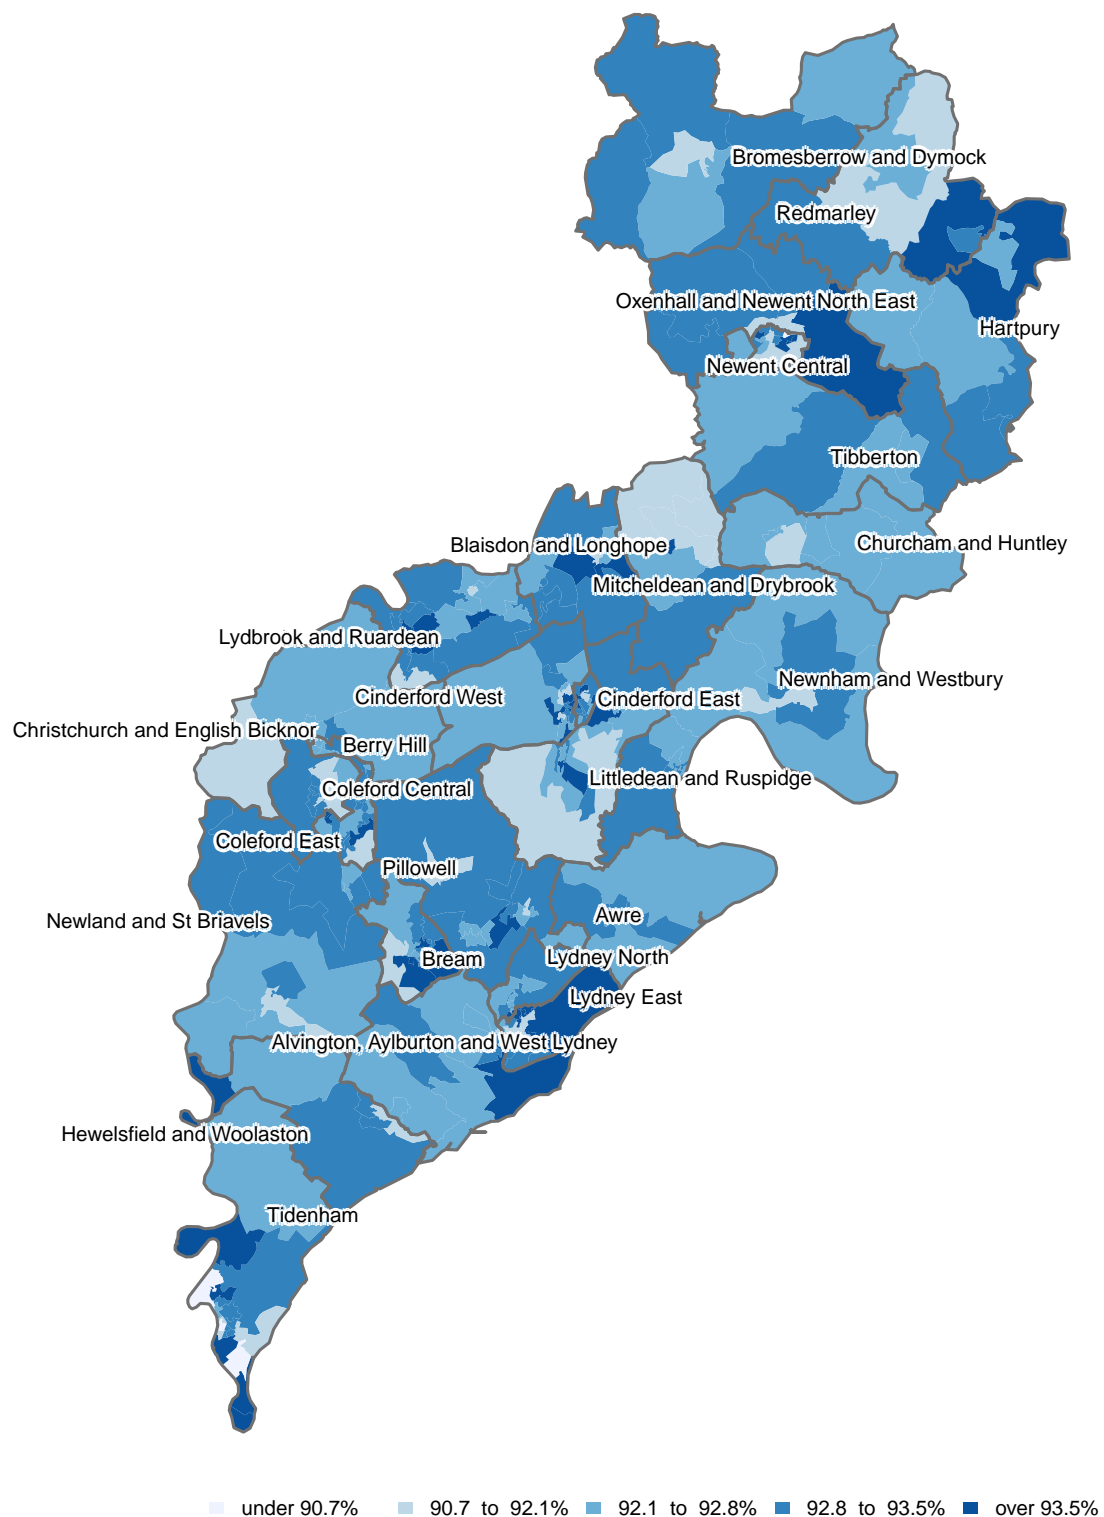 Bromesberrow and Dymock
Redmarley
Oxenhall and Newent North East
Hartpury
Newent Central
Tibberton
Blaisdon and Longhope
Churcham and Huntley
Mitcheldean and Drybrook
Lydbrook and Ruardean
Newnham and Westbury
Cinderford West
Cinderford East
Christchurch and English Bicknor
Berry Hill
Littledean and Ruspidge
Coleford Central
Coleford East
Pillowell
Awre
Newland and St Briavels
Bream
Lydney North
Lydney East
Alvington, Aylburton and West Lydney
Hewelsfield and Woolaston
Tidenham
under 90.7% 90.7 to 92.1% 92.1 to 92.8% 92.8 to 93.5% over 93.5%